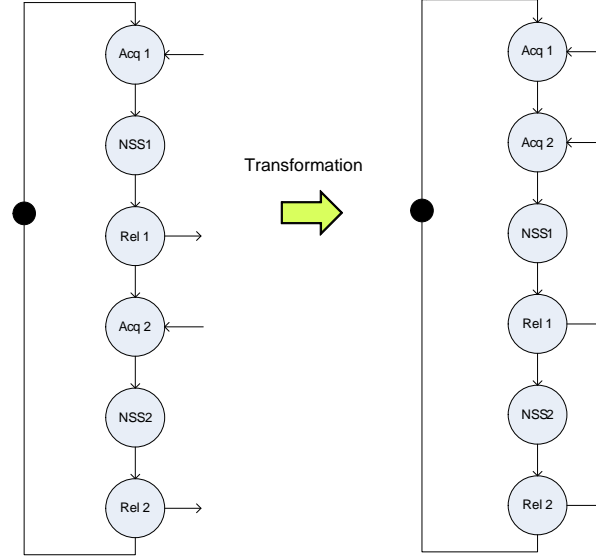 Acq 1
NSS1
Rel 1
Acq 2
NSS2
Rel 2
Transformation
Acq 1
Acq 2
NSS1
Rel 1
NSS2
Rel 2